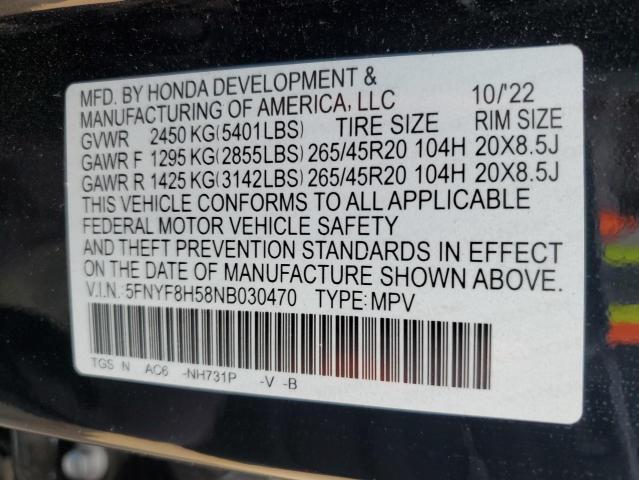 MFD. BY HONDA DEVELOPMENT &
MANUFACTURING OF AMERICA, LLC 10/'22
GVWR 2450 KG(5401LBS) TIRE SIZE RIM SIZE
GAWR F 1295 KG(2855LBS) 265/45R20 104H 20X8.5J
GAWR R 1425 KG(3142LBS) 265/45R20 104H 20X8.5J
THIS VEHICLE CONFORMS TO ALL APPLICABLE
FEDERAL MOTOR VEHICLE SAFETY
AND THEFT PREVENTION STANDARDS IN EFFECT
ON THE DATE OF MANUFACTURE SHOWN ABOVE.
V.I.N.: 5FNYF8H58NB030470 TYPE: MPV
TGS N AC6 -NH731P -V -B